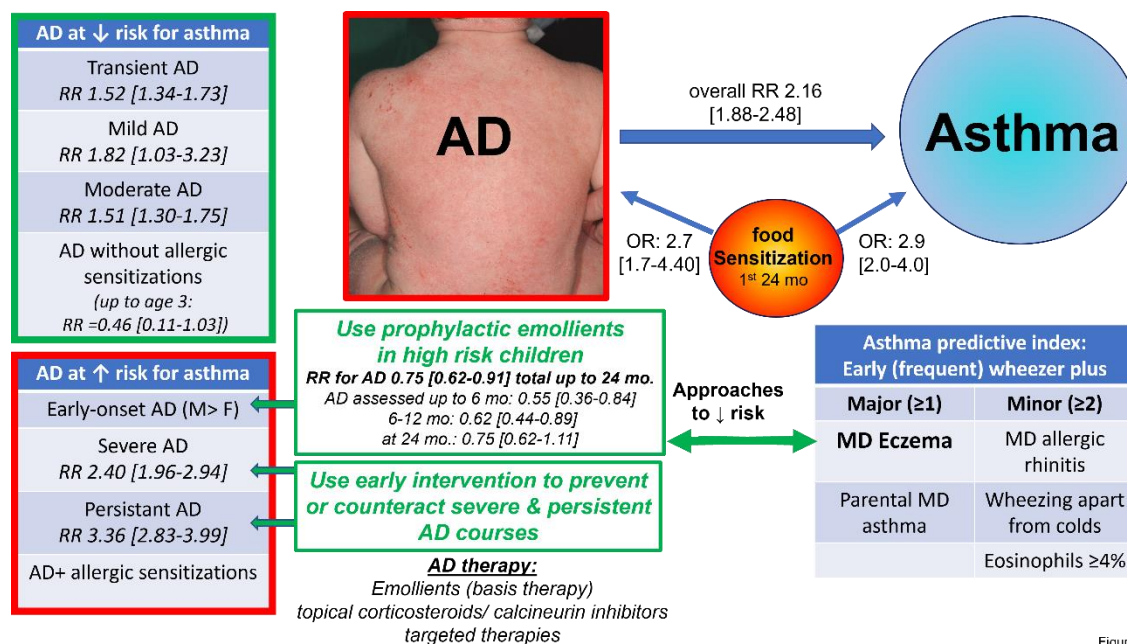 AD at ↓ risk for asthma
Transient AD
RR 1.52 [1.34-1.73]
Mild AD
RR 1.82 [1.03-3.23]
Moderate AD
RR 1.51 [1.30-1.75]
AD without allergic
sensitizations
(up to age 3:
RR =0.46 [0.11-1.03])
AD at ↑ risk for asthma
Early-onset AD (M> F)
Severe AD
RR 2.40 [1.96-2.94]
Persistant AD
RR 3.36 [2.83-3.99]
AD+ allergic sensitizations
AD
overall RR 2.16
[1.88-2.48]
Asthma
OR: 2.7
[1.7-4.40]
food
Sensitization
1st 24 mo
OR: 2.9
[2.0-4.0]
Use prophylactic emollients
in high risk children
RR for AD 0.75 [0.62-0.91] total up to 24 mo.
AD assessed up to 6 mo: 0.55 [0.36-0.84]
6-12 mo: 0.62 [0.44-0.89]
at 24 mo.: 0.75 [0.62-1.11]
Use early intervention to prevent
or counteract severe & persistent
AD courses
AD therapy:
Emollients (basis therapy)
topical corticosteroids/ calcineurin inhibitors
targeted therapies
Approaches
to ↓ risk
Asthma predictive index:
Early (frequent) wheezer plus
Major (≥1) Minor (≥2)
MD Eczema MD allergic
rhinitis
Parental MD Wheezing apart
asthma from colds
Eosinophils ≥4%
Figure